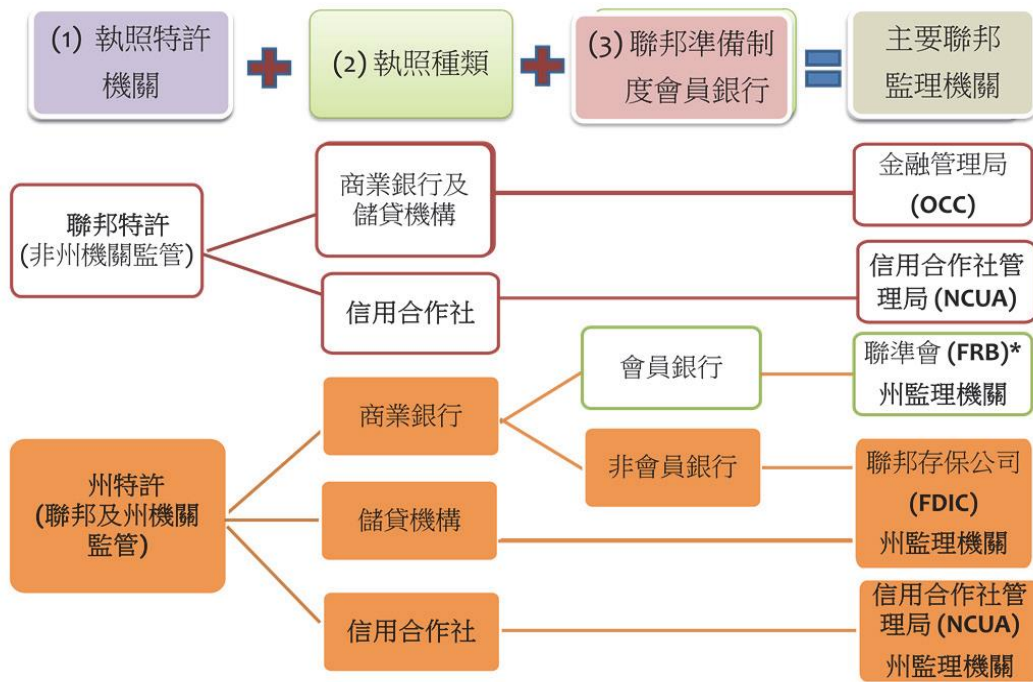 (1) 執照特許
機關
(2) 執照種類
(3) 聯邦準備制
度會員銀行
主要聯邦
監理機關
聯邦特許
(非州機關監管)
商業銀行及
儲貸機構
金融管理局
(OCC)
信用合作社
信用合作社管
理局 (NCUA)
州特許
(聯邦及州機關
監管)
商業銀行
會員銀行
聯準會 (FRB)*
州監理機關
非會員銀行
聯邦存保公司
(FDIC)
州監理機關
儲貸機構
信用合作社
信用合作社管
理局 (NCUA)
州監理機關